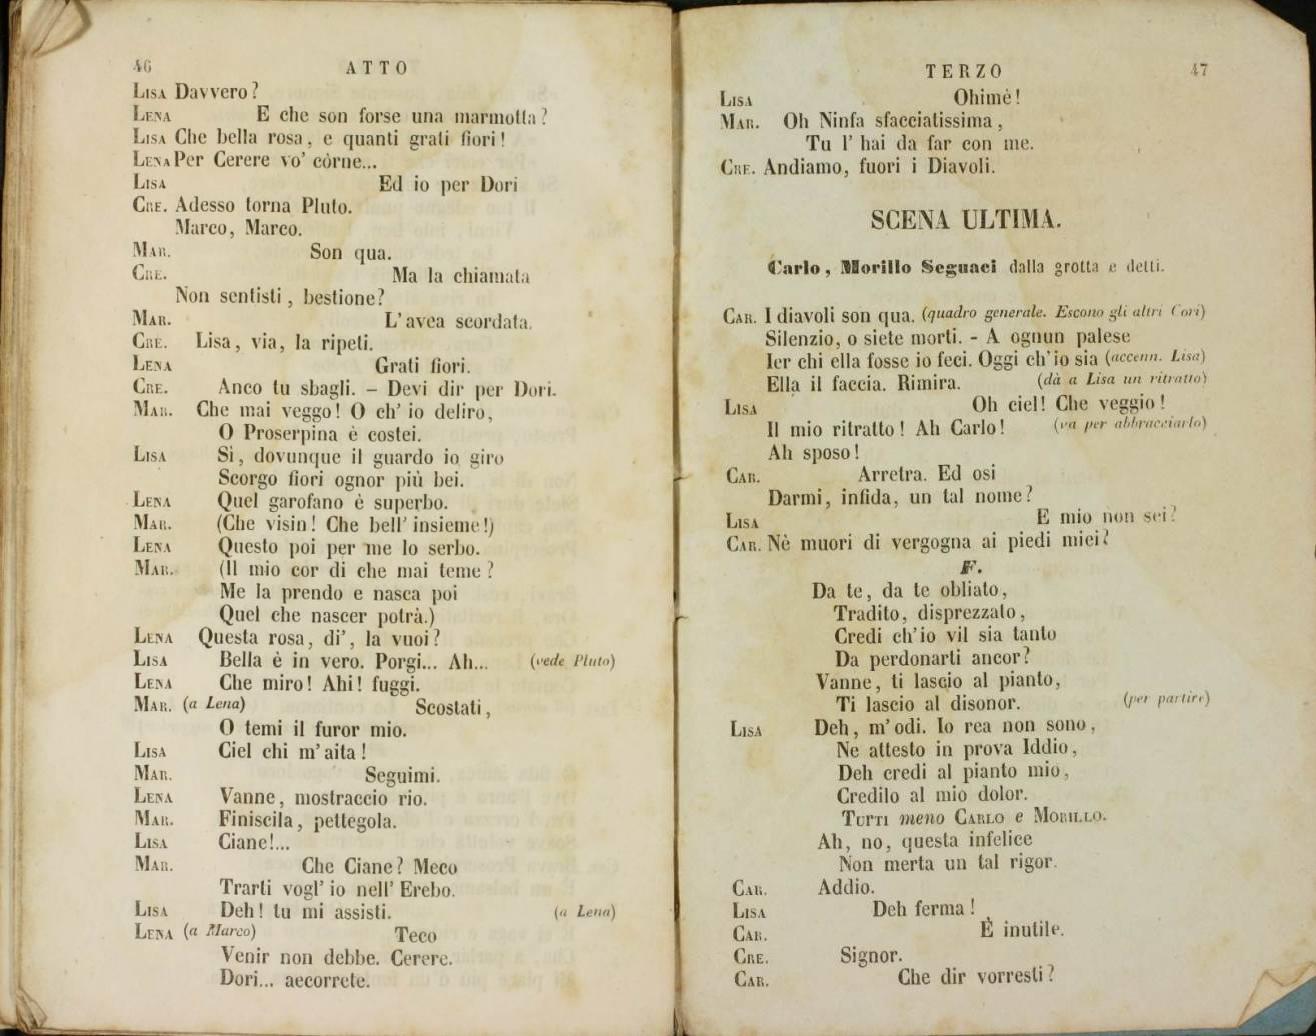 46 ATTO
LISA Davvero?
LENA E che son forse una marmotta?
LISA Che bella rosa, e quanti grati fiori!
LENA Per Cerere vo' còrne...
LISA Ed io per Dori
CRE. Adesso torna Pluto.
Marco, Marco.
MAR. Son qua.
CRE. Ma la chiamata
Non sentisti, bestione?
MAR. L'avea scordata.
CRE. Lisa, via, la ripeti.
LENA Grati fiori.
CRE. Anco tu sbagli. – Devi dir per Dori.
MAR. Che mai veggo! O ch' io deliro,
O Proserpina è costei.
LISA Sì, dovunque il guardo io giro
Scorgo fiori ognor più bei.
LENA Quel garofano è superbo.
MAR. (Che visin! Che bell' insieme!)
LENA Questo poi per me lo serbo.
MAR. (Il mio cor di che mai teme?
Me la prendo e nasca poi
Quel che nascer potrà.)
LENA Questa rosa, di', la vuoi?
LISA Bella è in vero. Porgi... Ah... (vede Pluto)
LENA Che miro! Ahi! fuggi.
MAR. (a Lena) Scostati,
O temi il furor mio.
LISA Ciel chi m'aita!
MAR. Seguimi.
LENA Vanne, mostraccio rio.
MAR. Finiscila, pettegola.
LISA Ciane!...
MAR. Che Ciane? Meco
Trarti vogl' io nell' Erebo.
LISA Deh! tu mi assisti. (a Lena)
LENA (a Marco) Teco
Venir non debbe. Cerere.
Dori... aecorrete.
TERZO 47
LISA Ohimè!
MAR. Oh Ninfa sfacciatissima,
Tu l' hai da far con me.
CRE. Andiamo, fuori i Diavoli.
SCENA ULTIMA.
Carlo, Morillo Seguaci dalla grotta e detti.
CAR. I diavoli son qua. (quadro generale. Escono gli altri Cori)
Silenzio, o siete morti. - A ognun palese
Ier chi ella fosse io feci. Oggi ch'io sia (accenn. Lisa)
Ella il faccia. Rimira. (dà a Lisa un ritratto)
LISA Oh ciel! Che veggio!
Il mio ritratto! Ah Carlo! (va per abbracciarlo)
Ah sposo!
CAR. Arretra. Ed osi
Darmi, infida, un tal nome?
LISA E mio non sei?
CAR. Nè muori di vergogna ai piedi miei?
F.
Da te, da te obliato,
Tradito, disprezzato,
Credi ch'io vil sia tanto
Da perdonarti ancor?
Vanne, ti lascio al pianto,
Ti lascio al disonor. (per partire)
LISA Deh, m'odi. Io rea non sono,
Ne attesto in prova Iddio,
Deh credi al pianto mio,
Credilo al mio dolor.
TUTTI meno CARLO e MORILLO.
Ah, no, questa infelice
Non merta un tal rigor.
CAR. Addio.
LISA Deh ferma!
CAR. È inutile.
CRE. Signor.
CAR. Che dir vorresti?